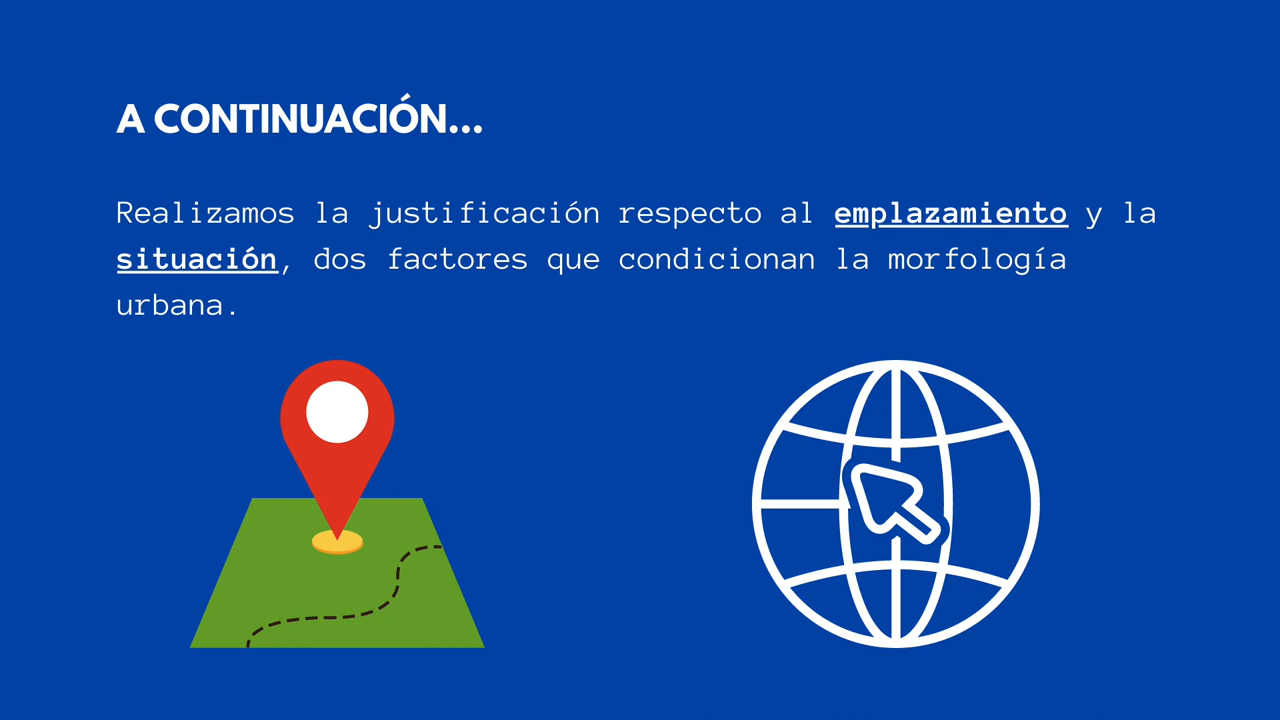 A CONTINUACIÓN...
Realizamos la justificación respecto al emplazamiento y la
situación, dos factores que condicionan la morfología
urbana.